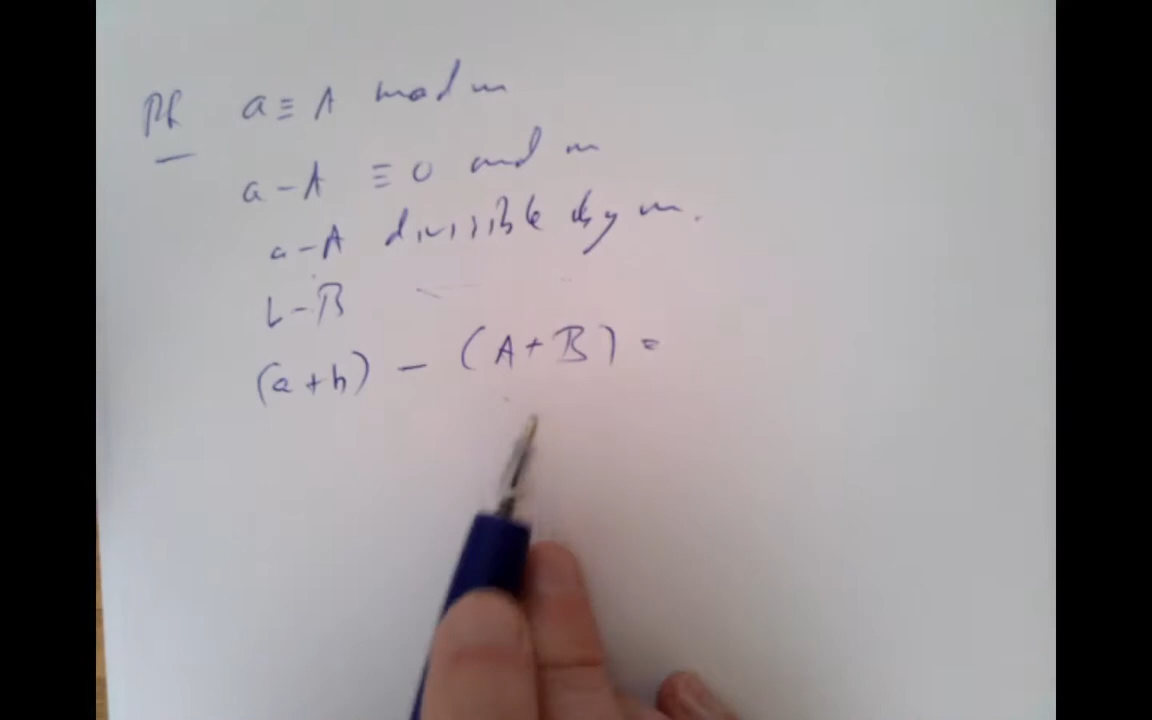 Pf a ≡ A mod m
a - A ≡ 0 mod m
a - A divisible by m.
b - B
(a + b) - (A + B) =